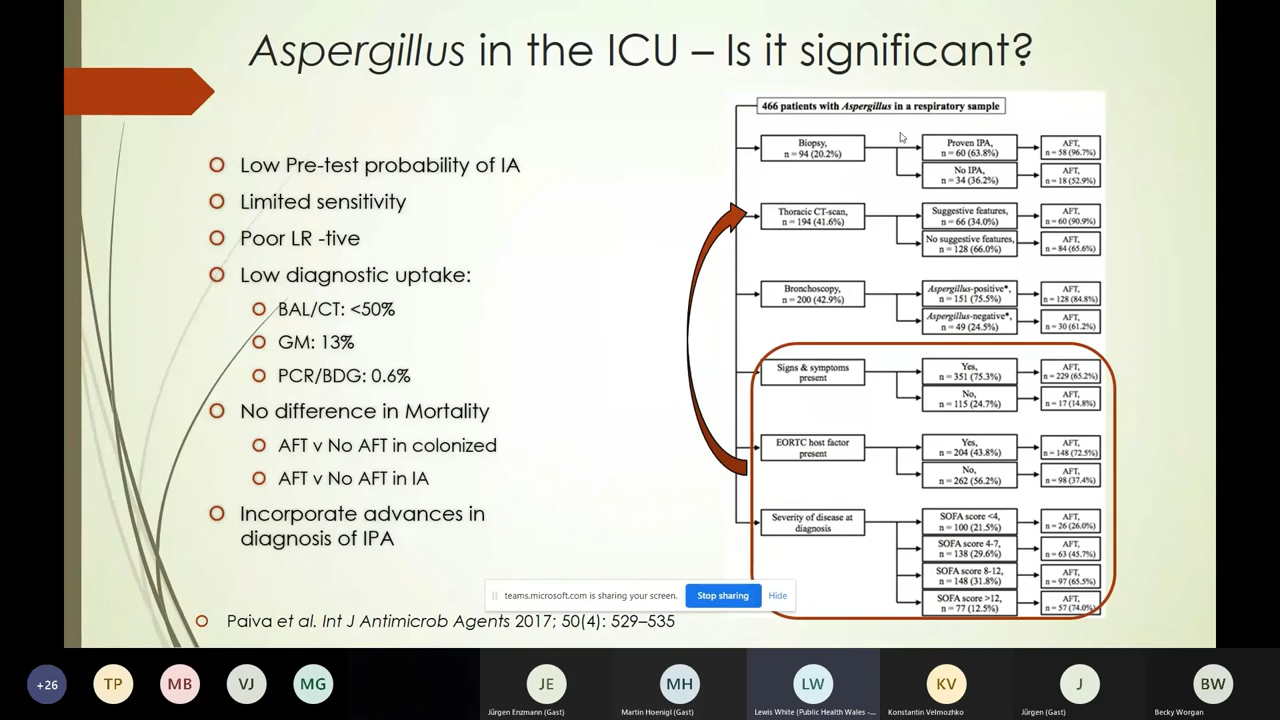 Aspergillus in the ICU – Is it significant?
Low Pre-test probability of IA
Limited sensitivity
Poor LR -tive
Low diagnostic uptake:
BAL/CT: <50%
GM: 13%
PCR/BDG: 0.6%
No difference in Mortality
AFT v No AFT in colonized
AFT v No AFT in IA
Incorporate advances in
diagnosis of IPA
Paiva et al. Int J Antimicrob Agents 2017; 50(4): 529–535
466 patients with Aspergillus in a respiratory sample
Biopsy,
n = 94 (20.2%)
Proven IPA,
n = 60 (63.8%)
AFT,
n = 58 (96.7%)
No IPA,
n = 34 (36.2%)
AFT,
n = 18 (52.9%)
Thoracic CT-scan,
n = 194 (41.6%)
Suggestive features,
n = 66 (34.0%)
AFT,
n = 60 (90.9%)
No suggestive features,
n = 128 (66.0%)
AFT,
n = 84 (65.6%)
Bronchoscopy,
n = 200 (42.9%)
Aspergillus-positive*,
n = 151 (75.5%)
AFT,
n = 128 (84.8%)
Aspergillus-negative*,
n = 49 (24.5%)
AFT,
n = 30 (61.2%)
Signs & symptoms
present
Yes,
n = 351 (75.3%)
AFT,
n = 229 (65.2%)
No,
n = 115 (24.7%)
AFT,
n = 17 (14.8%)
EORTC host factor
present
Yes,
n = 204 (43.8%)
AFT,
n = 148 (72.5%)
No,
n = 262 (56.2%)
AFT,
n = 98 (37.4%)
Severity of disease at
diagnosis
SOFA score <4,
n = 100 (21.5%)
AFT,
n = 26 (26.0%)
SOFA score 4-7,
n = 138 (29.6%)
AFT,
n = 63 (45.7%)
SOFA score 8-12,
n = 148 (31.8%)
AFT,
n = 97 (65.5%)
SOFA score >12,
n = 77 (12.5%)
AFT,
n = 57 (74.0%)
teams.microsoft.com is sharing your screen.
Stop sharing
Hide
+26
TP
MB
VJ
MG
JE
Jürgen Enzmann (Gast)
MH
Martin Hoenigl (Gast)
LW
Lewis White (Public Health Wales -...
KV
Konstantin Velmozhko
J
Jürgen (Gast)
BW
Becky Worgan